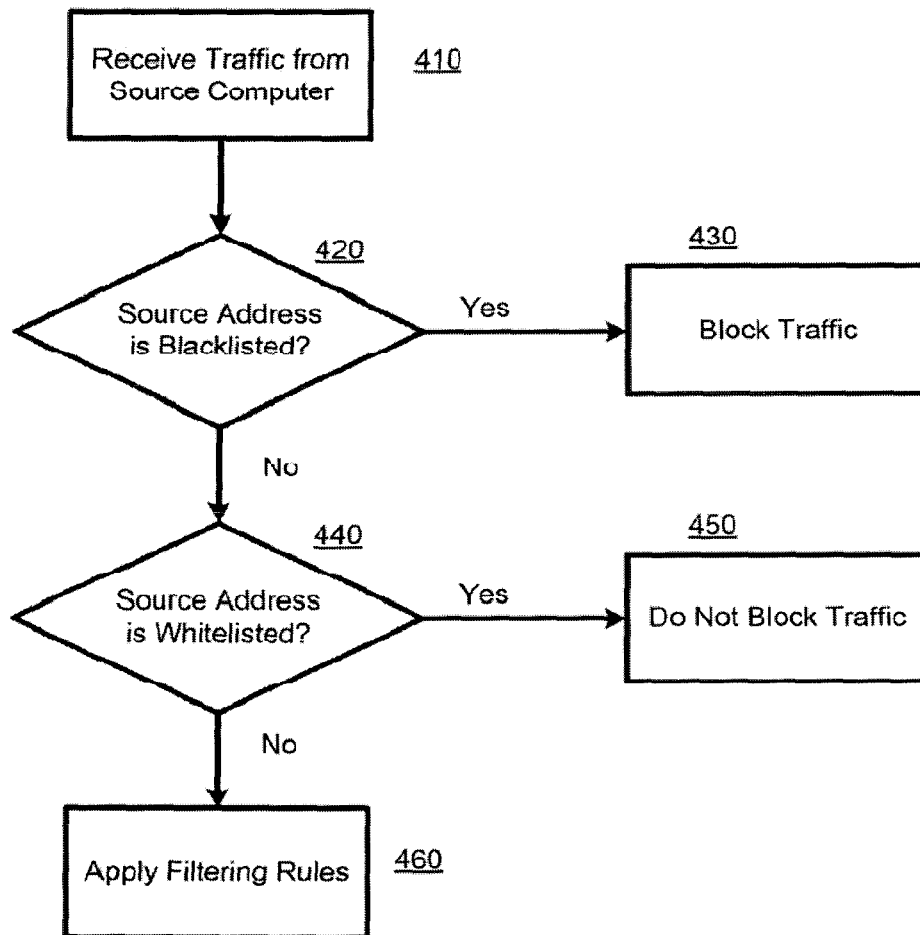 Receive Traffic from
Source Computer
410
420
Source Address
is Blacklisted?
Yes
430
Block Traffic
No
440
Source Address
is Whitelisted?
Yes
450
Do Not Block Traffic
No
Apply Filtering Rules
460